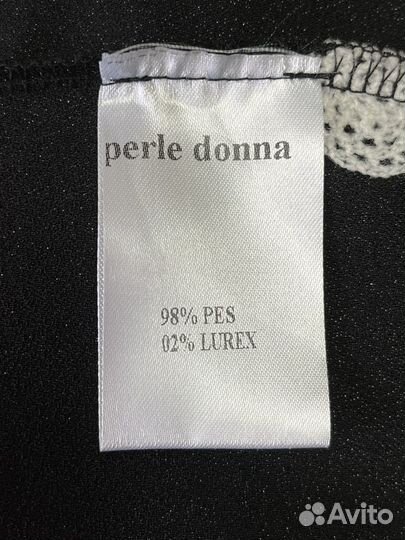 perle donna
98% PES
02% LUREX
Avito